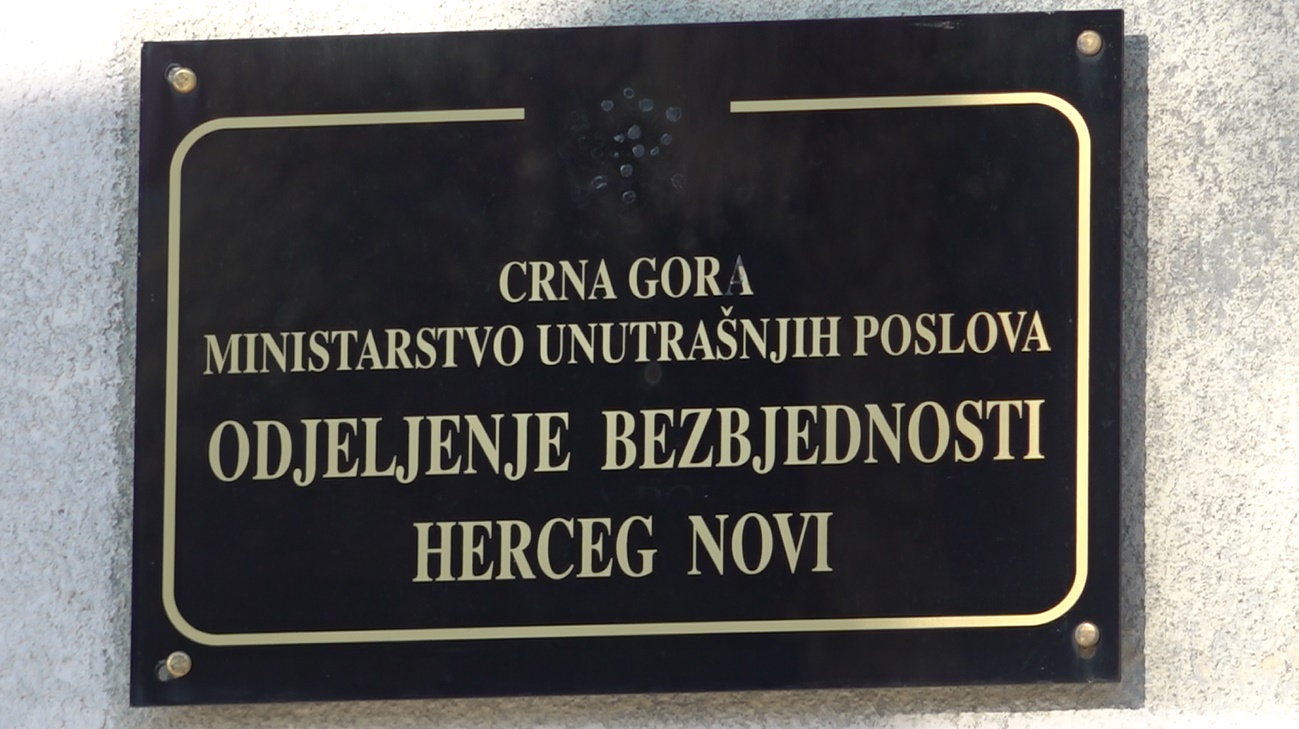 CRNA GORA
MINISTARSTVO UNUTRAŠNJIH POSLOVA
ODJELJENJE BEZBJEDNOSTI
HERCEG NOVI